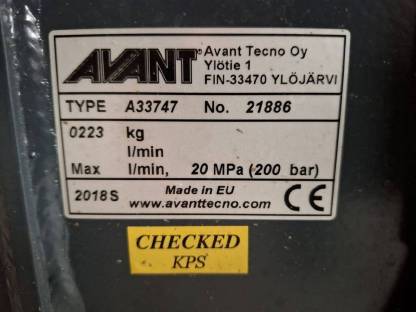 AVANT® Avant Tecno Oy
Ylötie 1
FIN-33470 YLÖJÄRVI
TYPE A33747 No. 21886
0223 kg
l/min
Max l/min, 20 MPa (200 bar)
2018S Made in EU
www.avanttecno.com CE
CHECKED
KPS